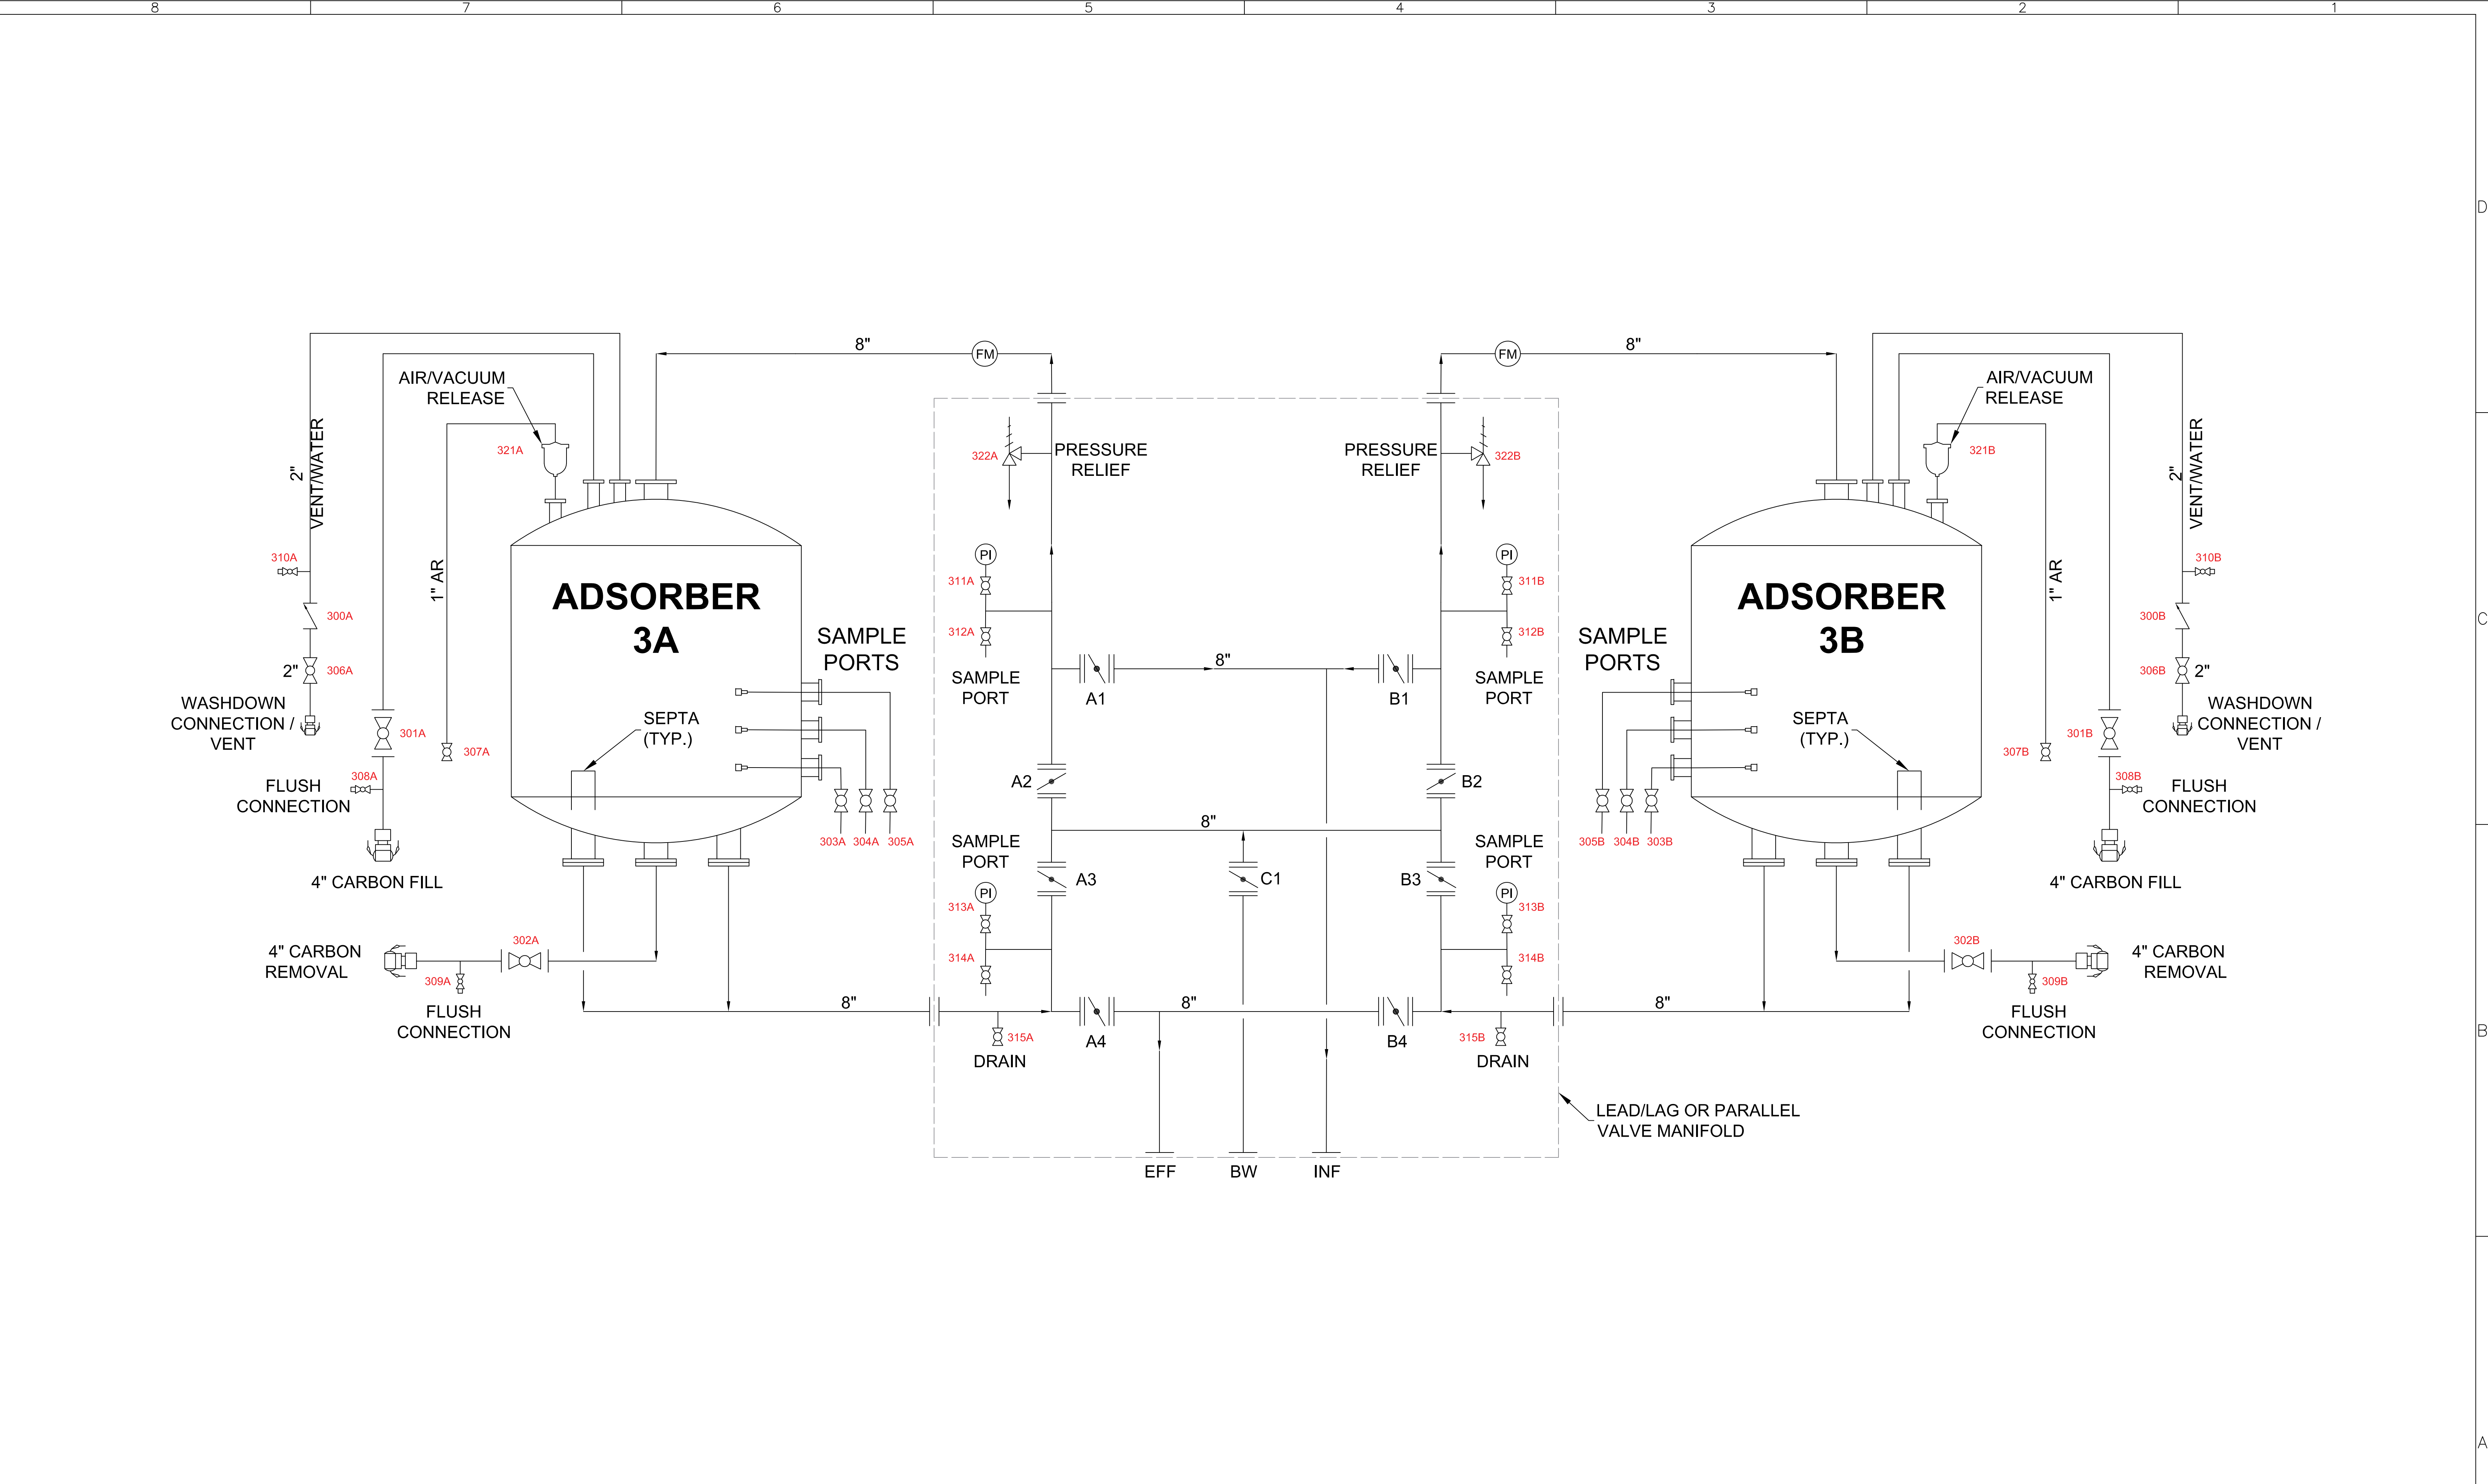 8 7 6 5 4 3 2 1
D
C
B
A
8"
FM
FM
8"
AIR/VACUUM
RELEASE
321A
2"
VENT/WATER
1" AR
310A
300A
2"
306A
WASHDOWN
CONNECTION /
VENT
301A
307A
308A
FLUSH
CONNECTION
4" CARBON FILL
ADSORBER
3A
SEPTA
(TYP.)
SAMPLE
PORTS
303A 304A 305A
4" CARBON
REMOVAL
302A
309A
FLUSH
CONNECTION
8"
322A
PRESSURE
RELIEF
PI
311A
312A
SAMPLE
PORT
A1
8"
A2
8"
SAMPLE
PORT
A3
PI
313A
314A
315A
DRAIN
A4
8"
C1
EFF
BW
INF
PRESSURE
RELIEF
322B
PI
311B
312B
SAMPLE
PORT
B1
B2
SAMPLE
PORT
B3
PI
313B
314B
315B
DRAIN
B4
8"
LEAD/LAG OR PARALLEL
VALVE MANIFOLD
SAMPLE
PORTS
305B 304B 303B
ADSORBER
3B
SEPTA
(TYP.)
AIR/VACUUM
RELEASE
321B
2"
VENT/WATER
1" AR
310B
300B
306B
2"
WASHDOWN
CONNECTION /
VENT
301B
307B
308B
FLUSH
CONNECTION
4" CARBON FILL
302B
4" CARBON
REMOVAL
309B
FLUSH
CONNECTION